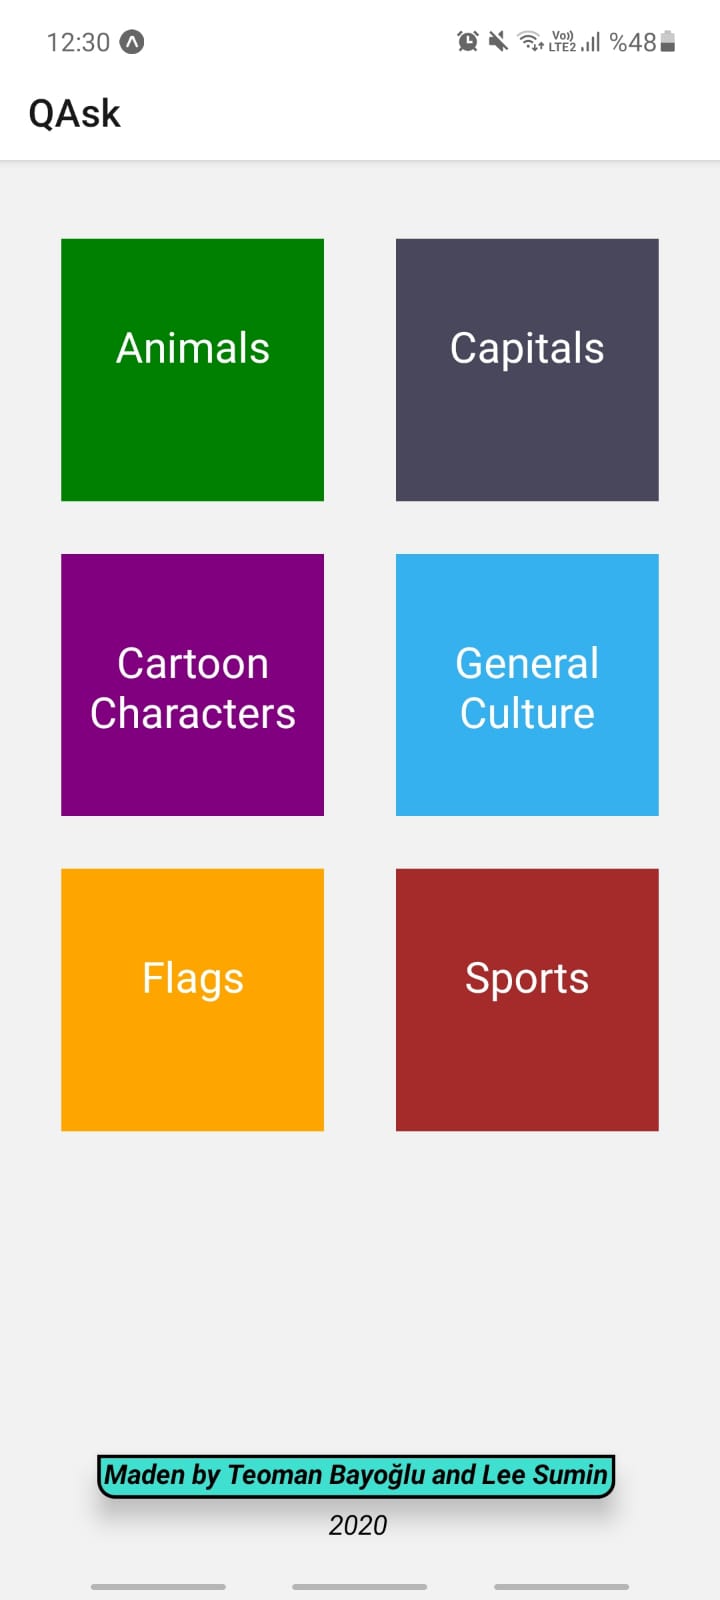 12:30 Vo)) LTE2 %48
QAsk
Animals
Capitals
Cartoon
Characters
General
Culture
Flags
Sports
Maden by Teoman Bayoğlu and Lee Sumin
2020